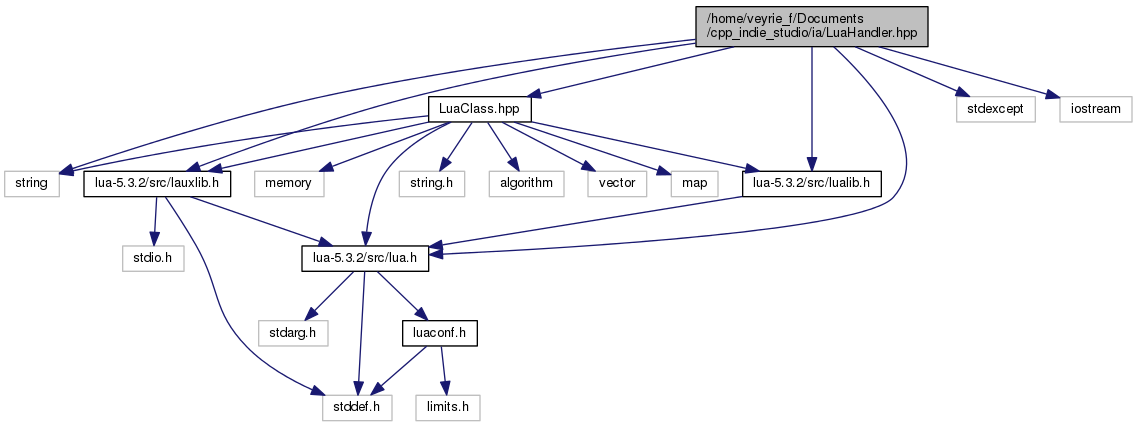 /home/veyrie_f/Documents
/cpp_indie_studio/ia/LuaHandler.hpp
LuaClass.hpp
stdexcept
iostream
string
lua-5.3.2/src/lauxlib.h
memory
string.h
algorithm
vector
map
lua-5.3.2/src/lualib.h
stdio.h
lua-5.3.2/src/lua.h
stdarg.h
luaconf.h
stddef.h
limits.h